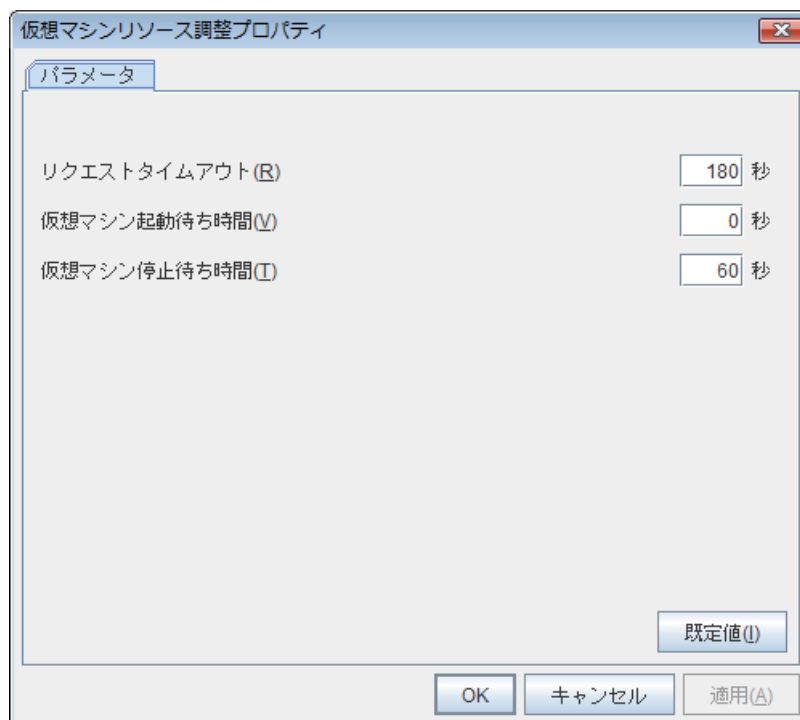 仮想マシンリソース調整プロパティ
パラメータ
リクエストタイムアウト(R) 180 秒
仮想マシン起動待ち時間(V) 0 秒
仮想マシン停止待ち時間(T) 60 秒
既定値(I)
OK キャンセル 適用(A)